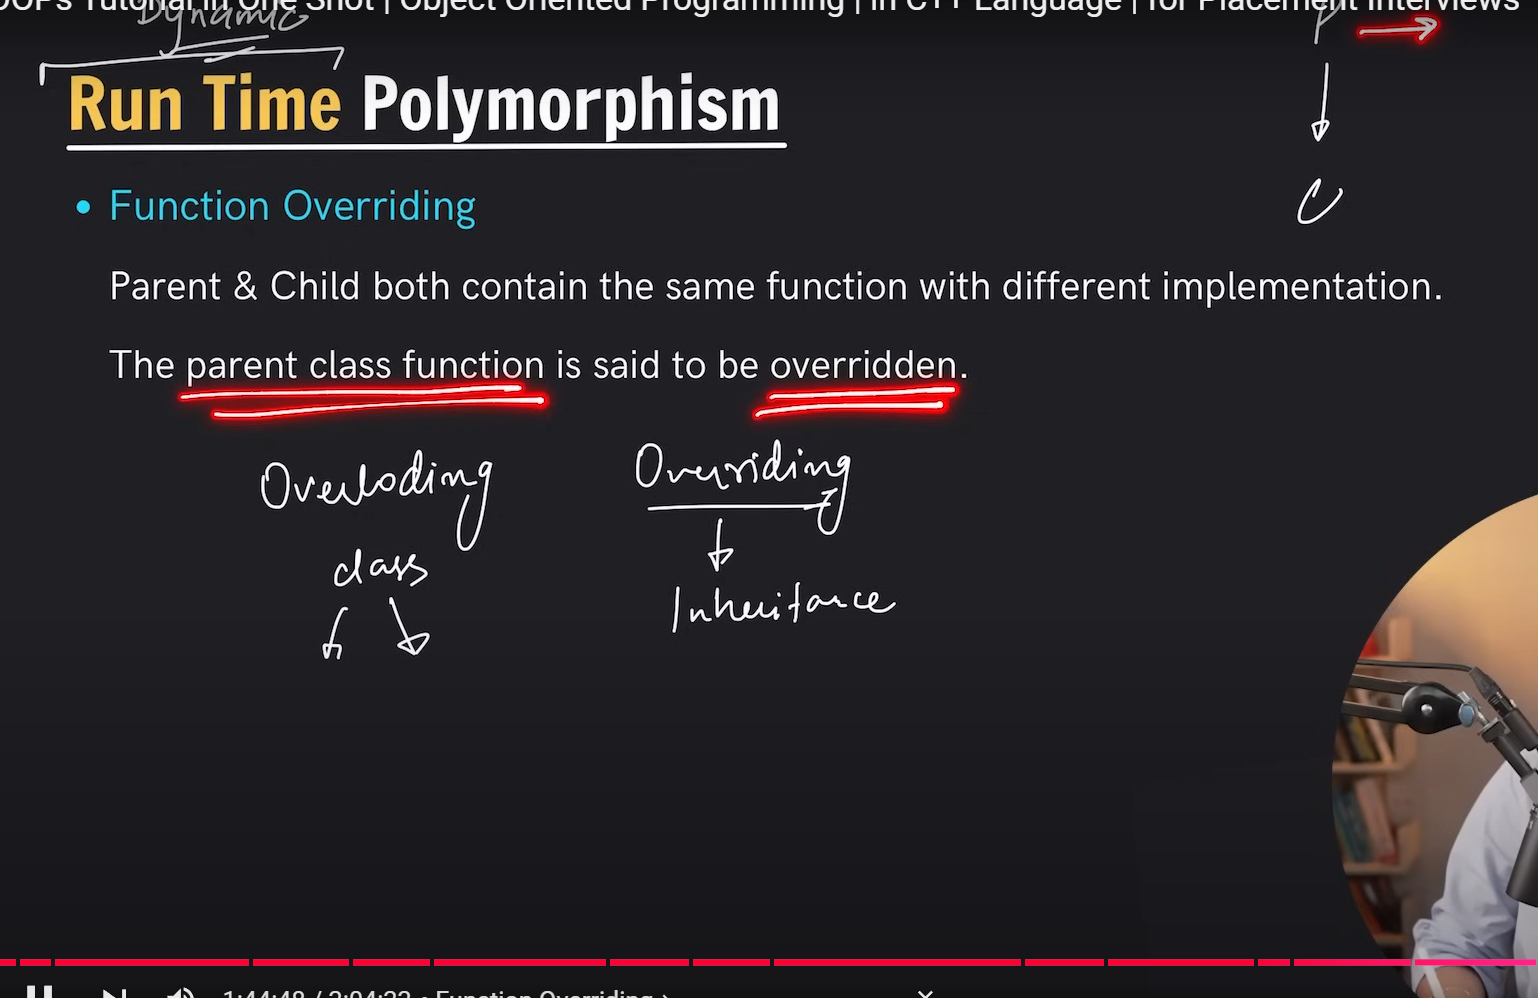 OOPs Tutorial in One Shot | Object Oriented Programming | in C++ Language | for Placement Interviews
Dynamic
P
Run Time Polymorphism
C
• Function Overriding
Parent & Child both contain the same function with different implementation.
The parent class function is said to be overridden.
Overloding Overriding
class
Inheritance
1:44:48 / 2:04:22 • Function Overriding ›